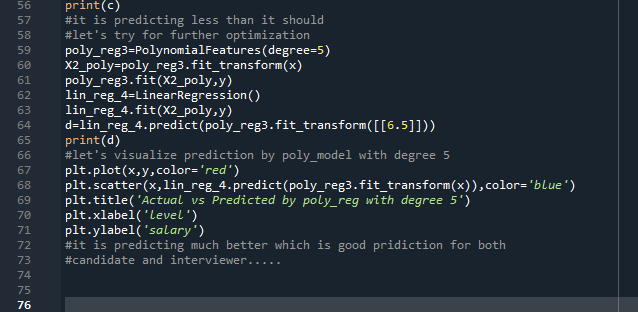 56 print(c)
57 #it is predicting less than it should
58 #let's try for further optimization
59 poly_reg3=PolynomialFeatures(degree=5)
60 X2_poly=poly_reg3.fit_transform(x)
61 poly_reg3.fit(X2_poly,y)
62 lin_reg_4=LinearRegression()
63 lin_reg_4.fit(X2_poly,y)
64 d=lin_reg_4.predict(poly_reg3.fit_transform([[6.5]]))
65 print(d)
66 #let's visualize prediction by poly_model with degree 5
67 plt.plot(x,y,color='red')
68 plt.scatter(x,lin_reg_4.predict(poly_reg3.fit_transform(x)),color='blue')
69 plt.title('Actual vs Predicted by poly_reg with degree 5')
70 plt.xlabel('level')
71 plt.ylabel('salary')
72 #it is predicting much better which is good pridiction for both
73 #candidate and interviewer.....
74
75
76